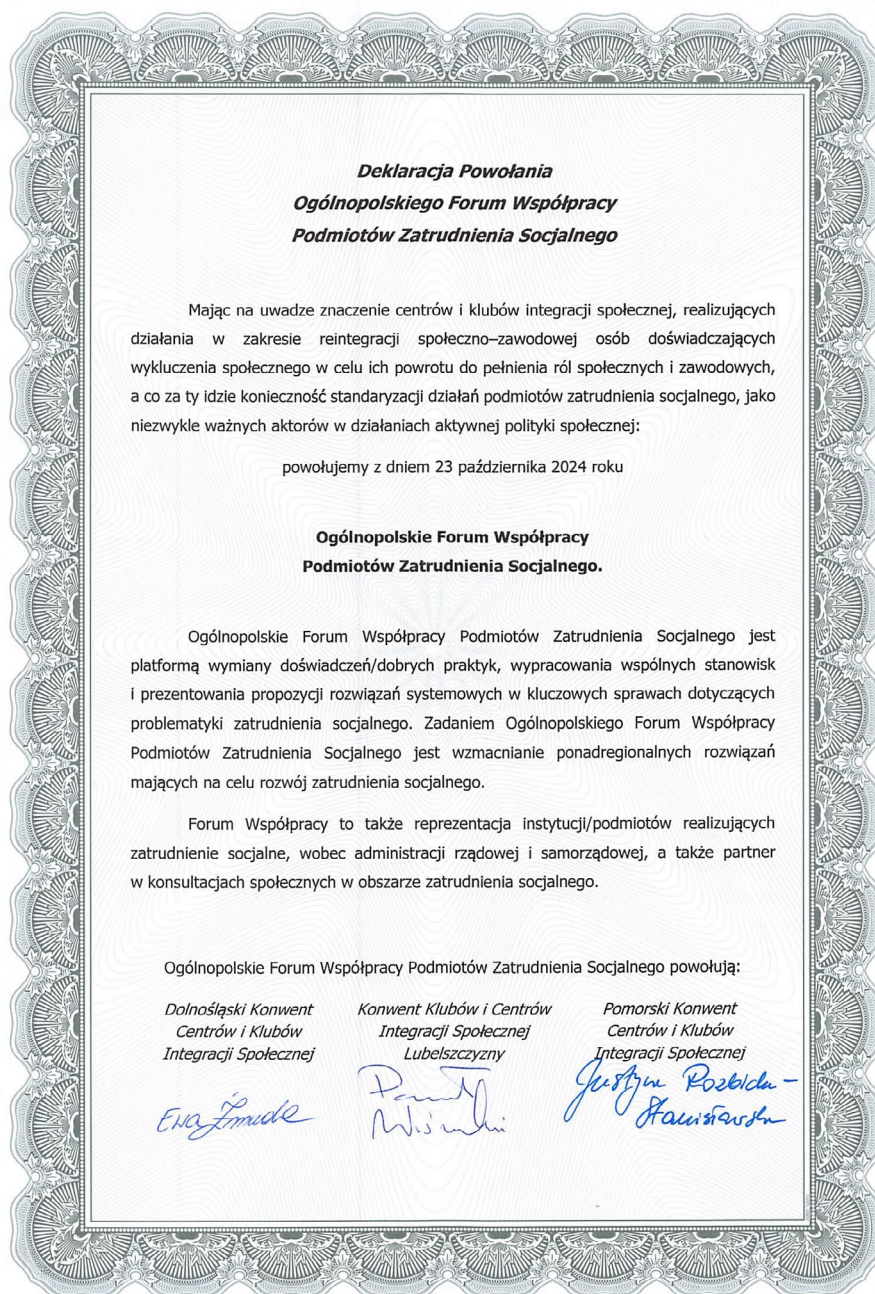 Deklaracja Powołania
Ogólnopolskiego Forum Współpracy
Podmiotów Zatrudnienia Socjalnego
Mając na uwadze znaczenie centrów i klubów integracji społecznej, realizujących
działania w zakresie reintegracji społeczno–zawodowej osób doświadczających
wykluczenia społecznego w celu ich powrotu do pełnienia ról społecznych i zawodowych,
a co za ty idzie konieczność standaryzacji działań podmiotów zatrudnienia socjalnego, jako
niezwykle ważnych aktorów w działaniach aktywnej polityki społecznej:
powołujemy z dniem 23 października 2024 roku
Ogólnopolskie Forum Współpracy
Podmiotów Zatrudnienia Socjalnego.
Ogólnopolskie Forum Współpracy Podmiotów Zatrudnienia Socjalnego jest
platformą wymiany doświadczeń/dobrych praktyk, wypracowania wspólnych stanowisk
i prezentowania propozycji rozwiązań systemowych w kluczowych sprawach dotyczących
problematyki zatrudnienia socjalnego. Zadaniem Ogólnopolskiego Forum Współpracy
Podmiotów Zatrudnienia Socjalnego jest wzmacnianie ponadregionalnych rozwiązań
mających na celu rozwój zatrudnienia socjalnego.
Forum Współpracy to także reprezentacja instytucji/podmiotów realizujących
zatrudnienie socjalne, wobec administracji rządowej i samorządowej, a także partner
w konsultacjach społecznych w obszarze zatrudnienia socjalnego.
Ogólnopolskie Forum Współpracy Podmiotów Zatrudnienia Socjalnego powołują:
Dolnośląski Konwent
Centrów i Klubów
Integracji Społecznej
Ewa Żmuda
Konwent Klubów i Centrów
Integracji Społecznej
Lubelszczyzny
Pomorski Konwent
Centrów i Klubów
Integracji Społecznej
Justyna
Stanisławska